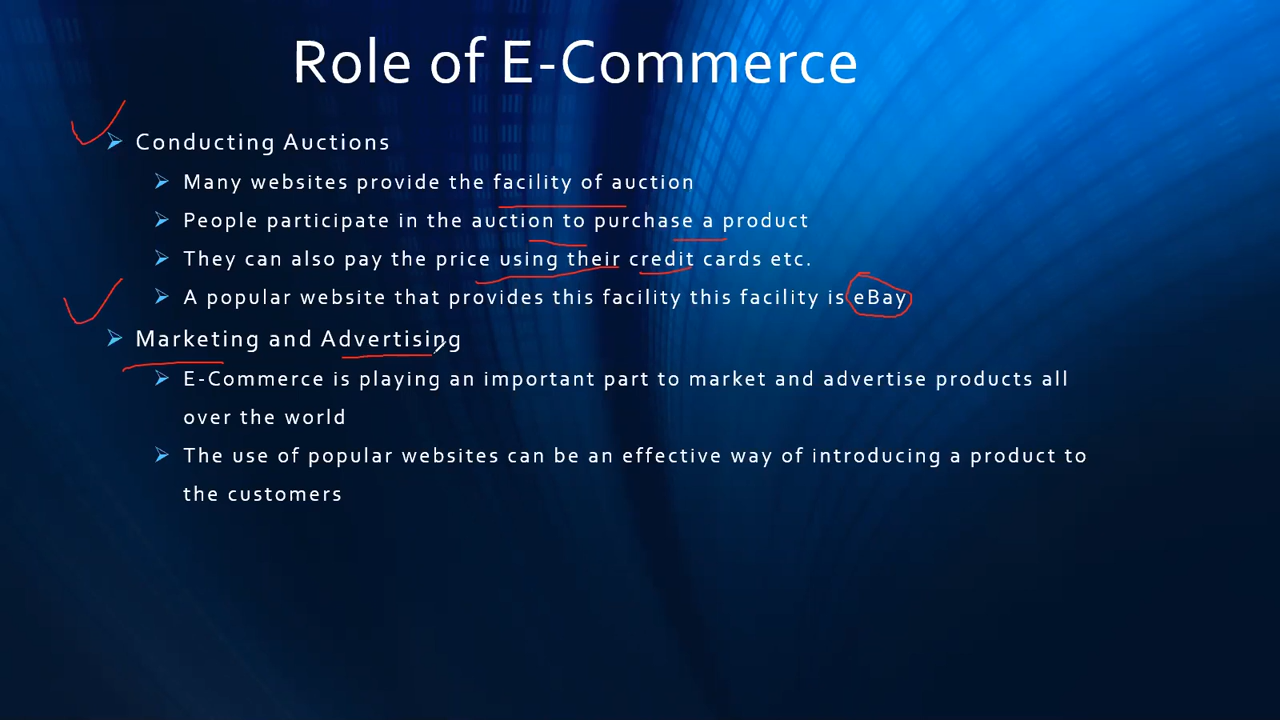 Role of E-Commerce
Conducting Auctions
Many websites provide the facility of auction
People participate in the auction to purchase a product
They can also pay the price using their credit cards etc.
A popular website that provides this facility this facility is eBay
Marketing and Advertising
E-Commerce is playing an important part to market and advertise products all
over the world
The use of popular websites can be an effective way of introducing a product to
the customers